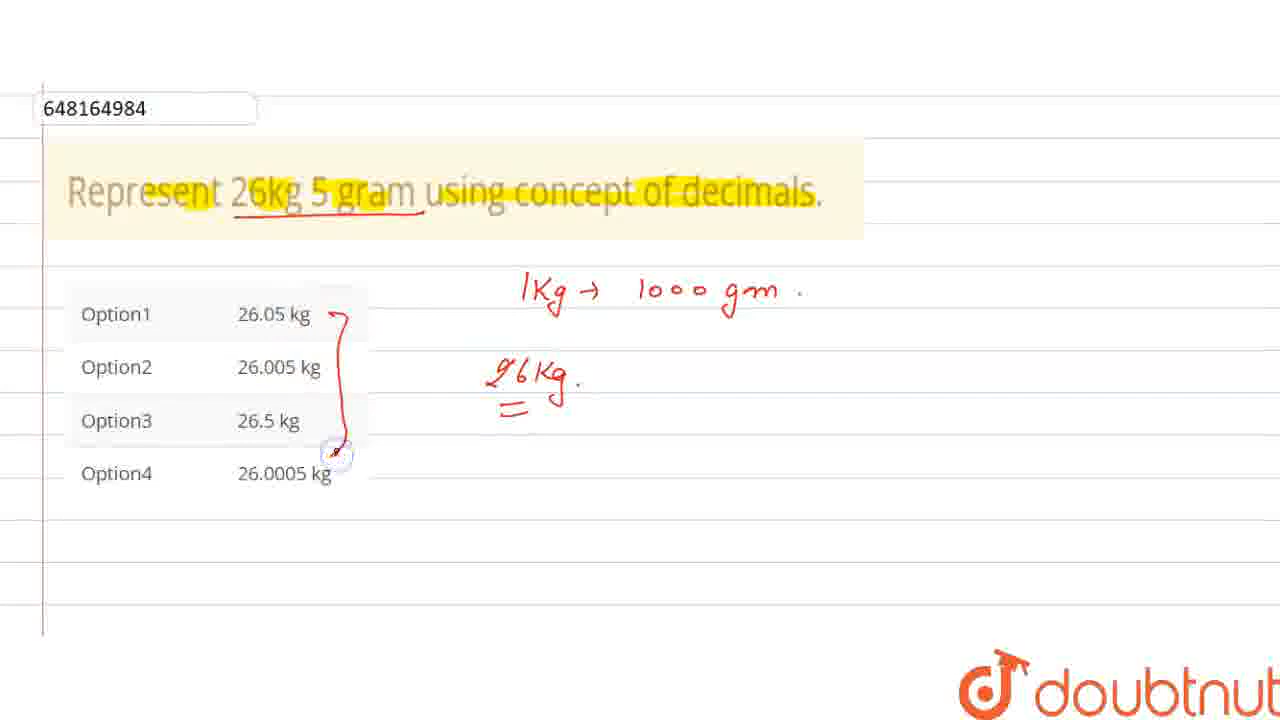 648164984
Represent 26kg 5 gram using concept of decimals.
1Kg → 1000 gm.
Option1 26.05 kg
Option2 26.005 kg
26Kg.
Option3 26.5 kg
Option4 26.0005 kg
doubtnut